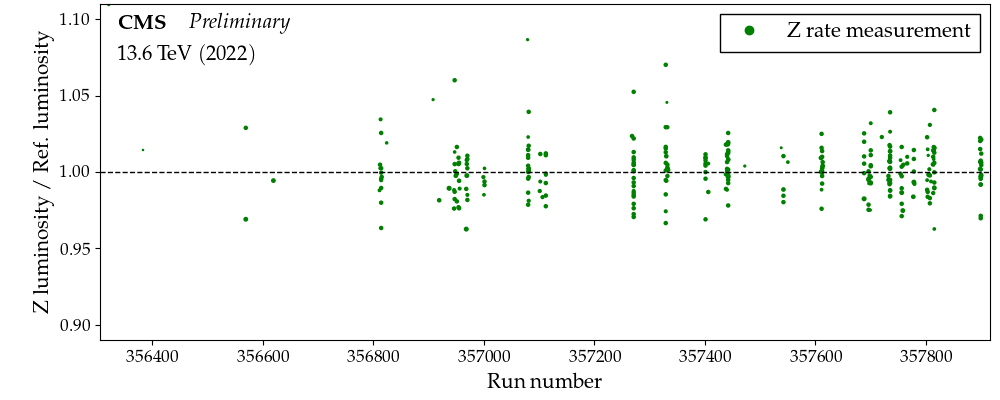 CMS Preliminary
13.6 TeV (2022)
Z rate measurement
Z luminosity / Ref. luminosity
1.10
1.05
1.00
0.95
0.90
356400 356600 356800 357000 357200 357400 357600 357800
Run number